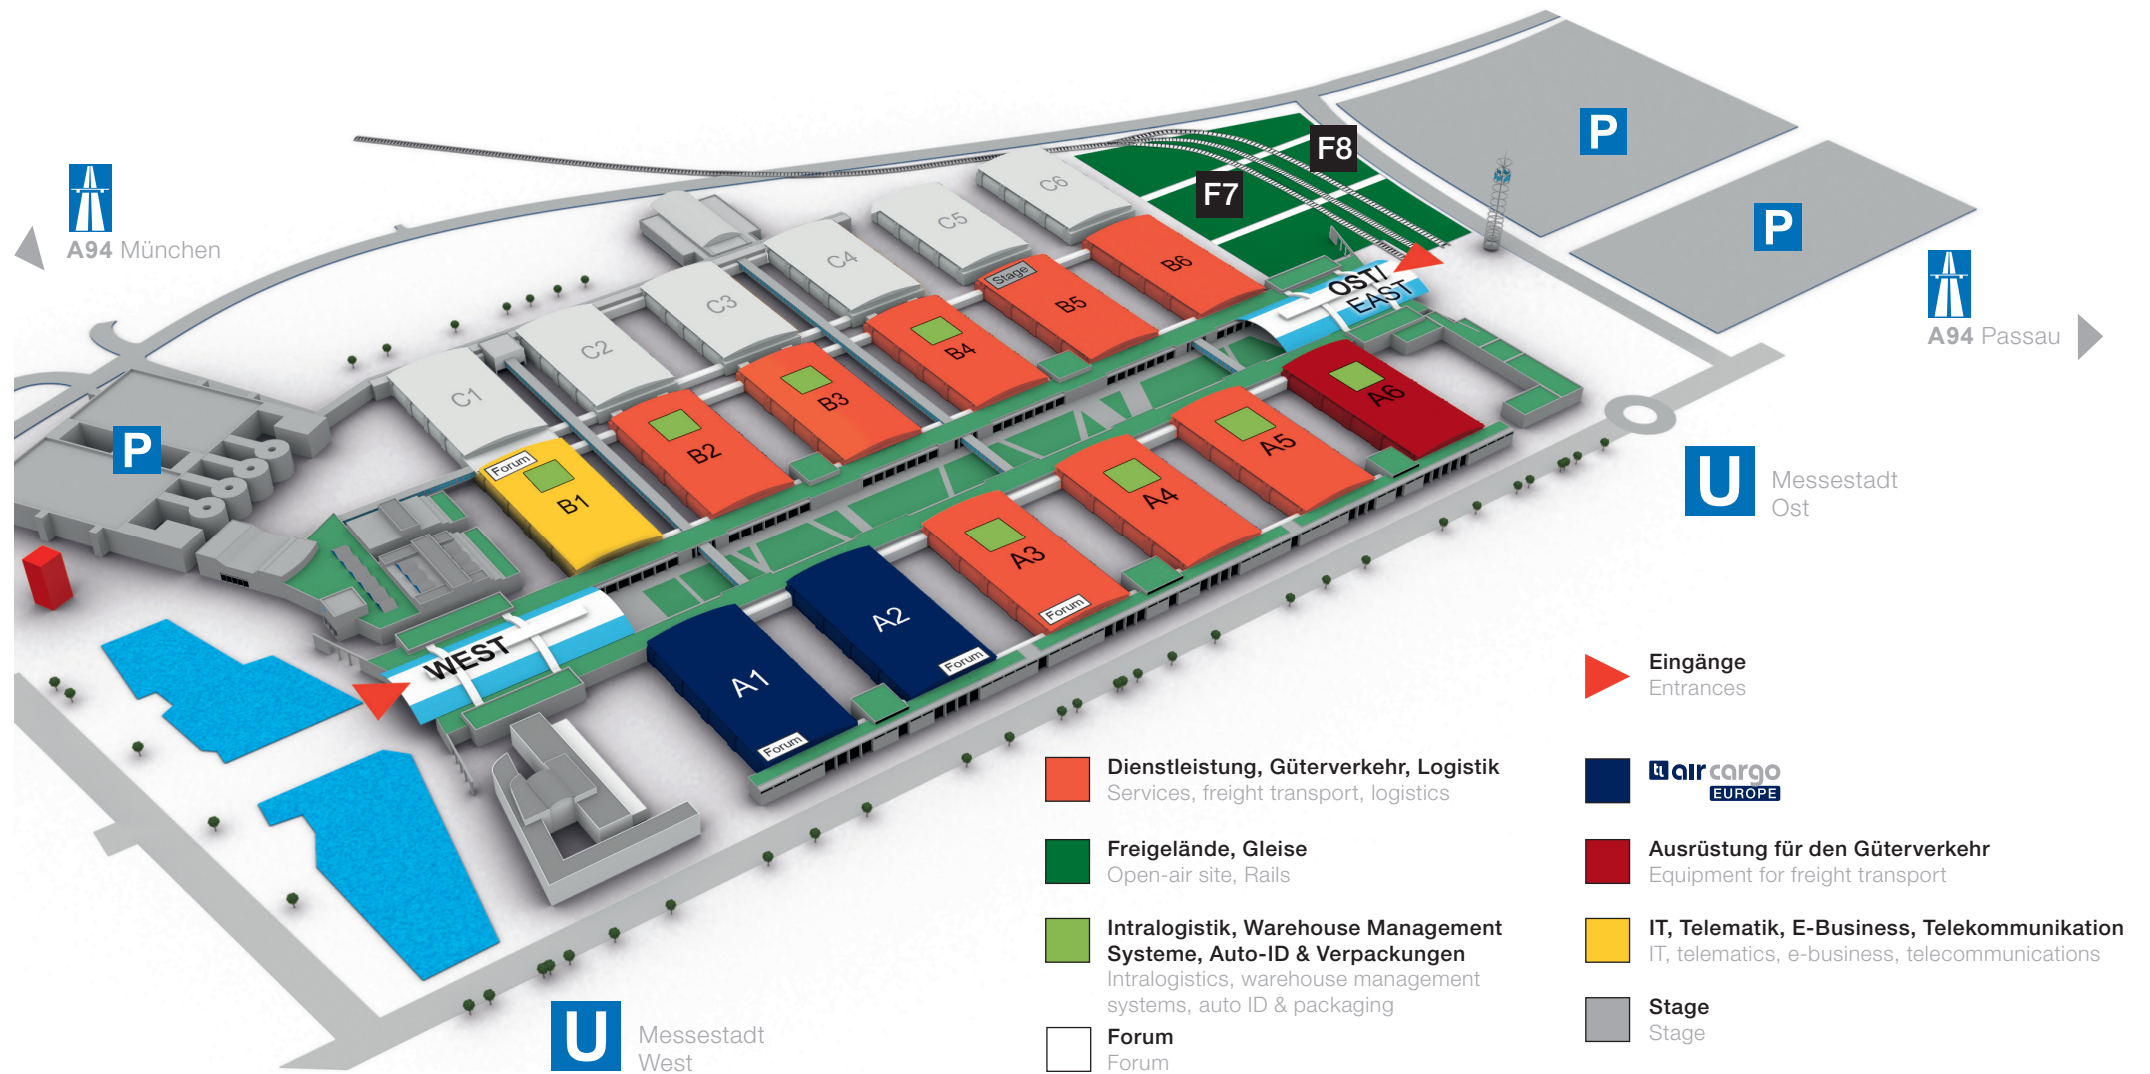 P
F8
F7
P
P
A94 München
A94 Passau
C6
C5
C4
C3
C2
C1
B6
Stage
B5
B4
B3
B2
Forum
B1
OST/
EAST
WEST
A6
A5
A4
A3
Forum
A2
Forum
A1
Forum
U
Messestadt
Ost
U
Messestadt
West
Dienstleistung, Güterverkehr, Logistik
Services, freight transport, logistics
Freigelände, Gleise
Open-air site, Rails
Intralogistik, Warehouse Management
Systeme, Auto-ID & Verpackungen
Intralogistics, warehouse management
systems, auto ID & packaging
Forum
Forum
Eingänge
Entrances
tl air cargo
EUROPE
Ausrüstung für den Güterverkehr
Equipment for freight transport
IT, Telematik, E-Business, Telekommunikation
IT, telematics, e-business, telecommunications
Stage
Stage